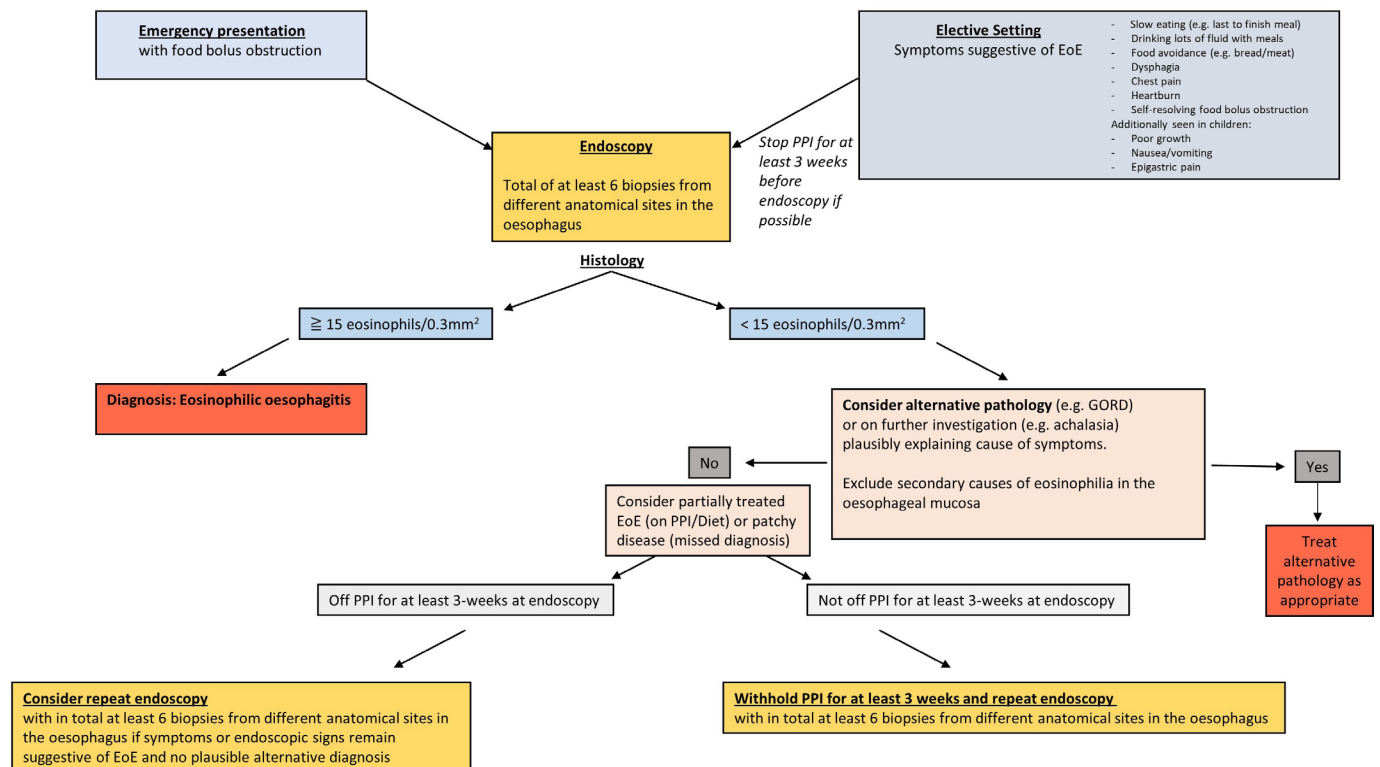 Emergency presentation
with food bolus obstruction
Elective Setting
Symptoms suggestive of EoE
- Slow eating (e.g. last to finish meal)
- Drinking lots of fluid with meals
- Food avoidance (e.g. bread/meat)
- Dysphagia
- Chest pain
- Heartburn
- Self-resolving food bolus obstruction
Additionally seen in children:
- Poor growth
- Nausea/vomiting
- Epigastric pain
Endoscopy
Total of at least 6 biopsies from
different anatomical sites in the
oesophagus
Stop PPI for at
least 3 weeks
before
endoscopy if
possible
Histology
≧ 15 eosinophils/0.3mm²
< 15 eosinophils/0.3mm²
Diagnosis: Eosinophilic oesophagitis
Consider alternative pathology (e.g. GORD)
or on further investigation (e.g. achalasia)
plausibly explaining cause of symptoms.
Exclude secondary causes of eosinophilia in the
oesophageal mucosa
No
Yes
Consider partially treated
EoE (on PPI/Diet) or patchy
disease (missed diagnosis)
Treat
alternative
pathology as
appropriate
Off PPI for at least 3-weeks at endoscopy
Not off PPI for at least 3-weeks at endoscopy
Consider repeat endoscopy
with in total at least 6 biopsies from different anatomical sites in
the oesophagus if symptoms or endoscopic signs remain
suggestive of EoE and no plausible alternative diagnosis
Withhold PPI for at least 3 weeks and repeat endoscopy
with in total at least 6 biopsies from different anatomical sites in the oesophagus